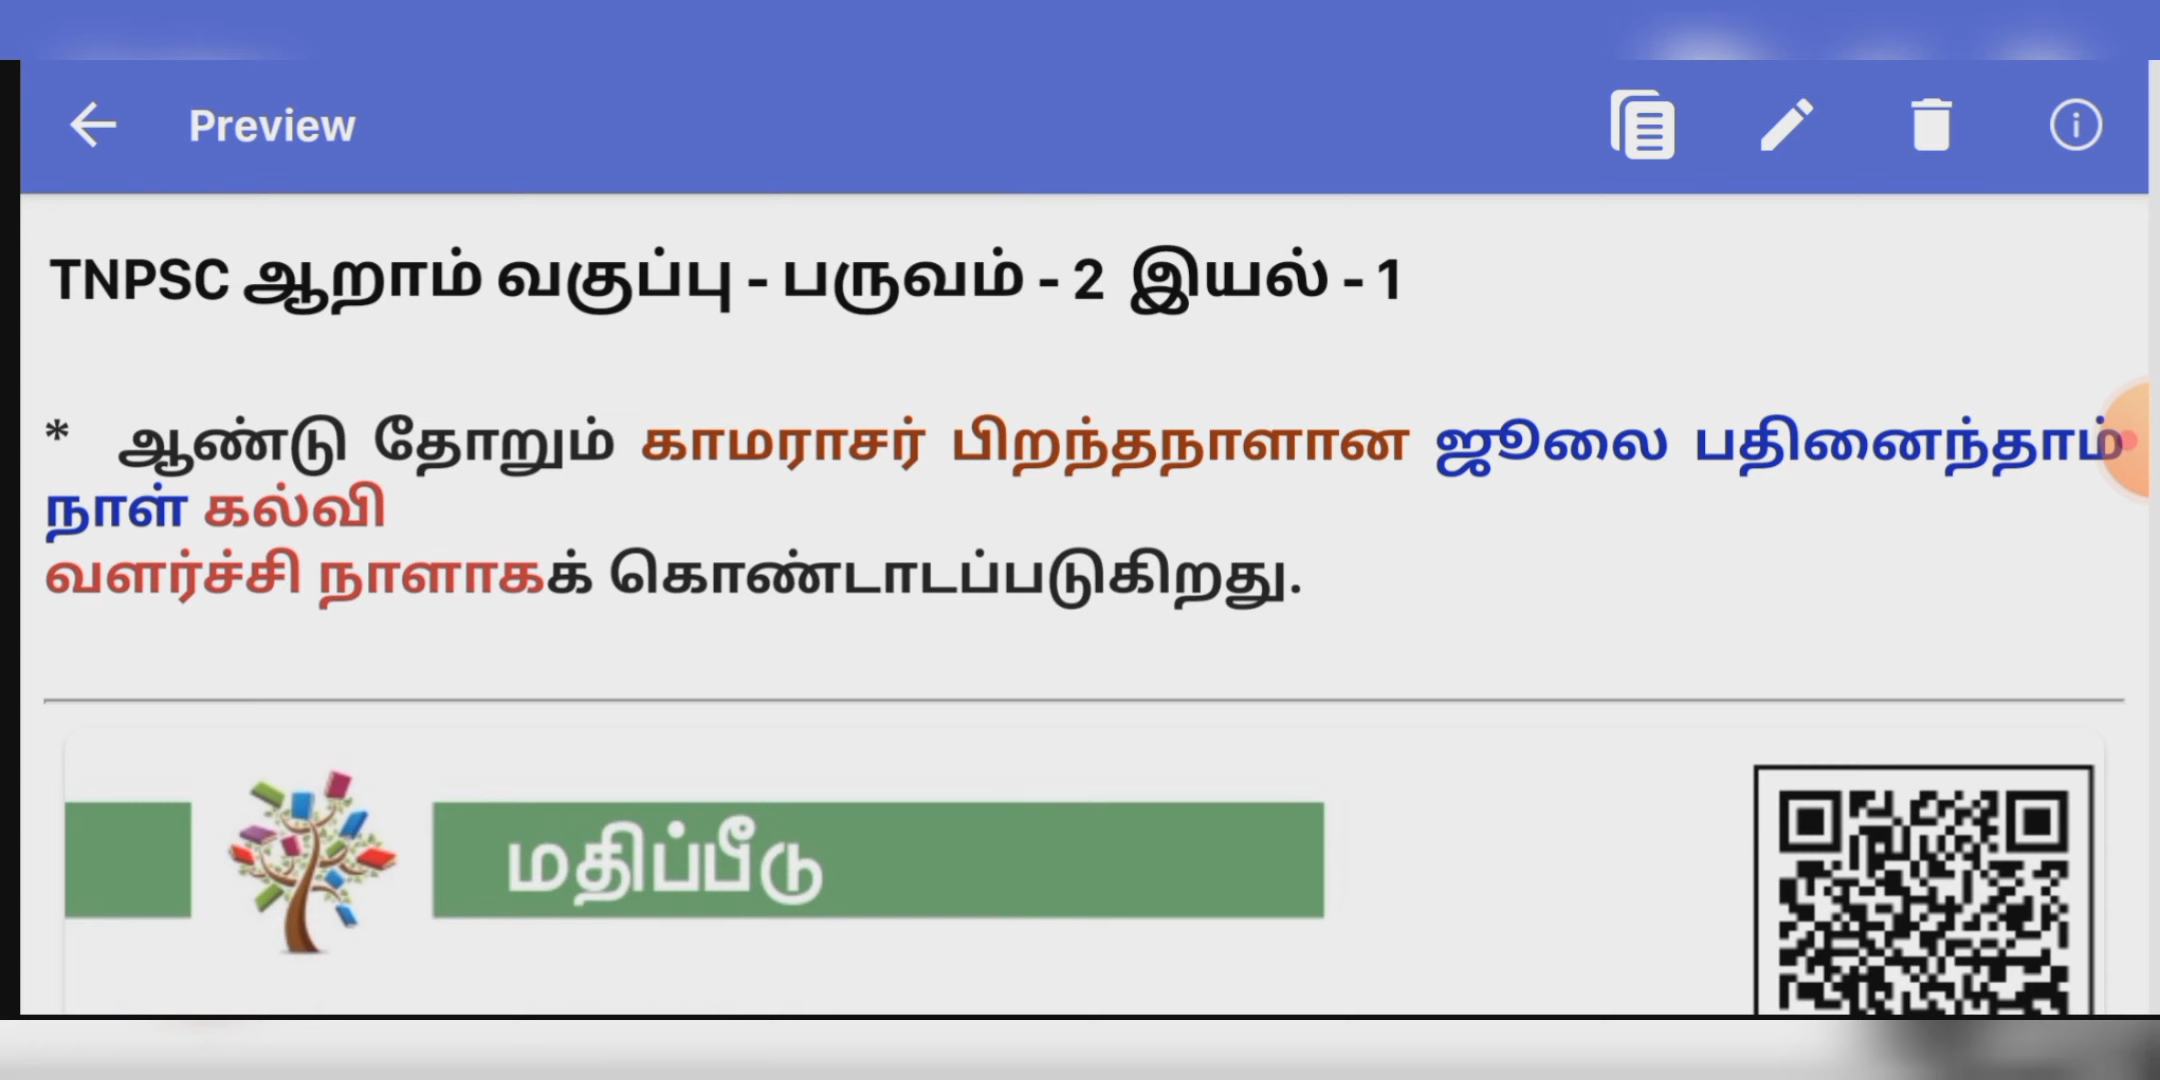 Preview
TNPSC ஆறாம் வகுப்பு - பருவம் - 2 இயல் - 1
* ஆண்டு தோறும் காமராசர் பிறந்தநாளான ஜூலை பதினைந்தாம்
நாள் கல்வி
வளர்ச்சி நாளாகக் கொண்டாடப்படுகிறது.
மதிப்பீடு